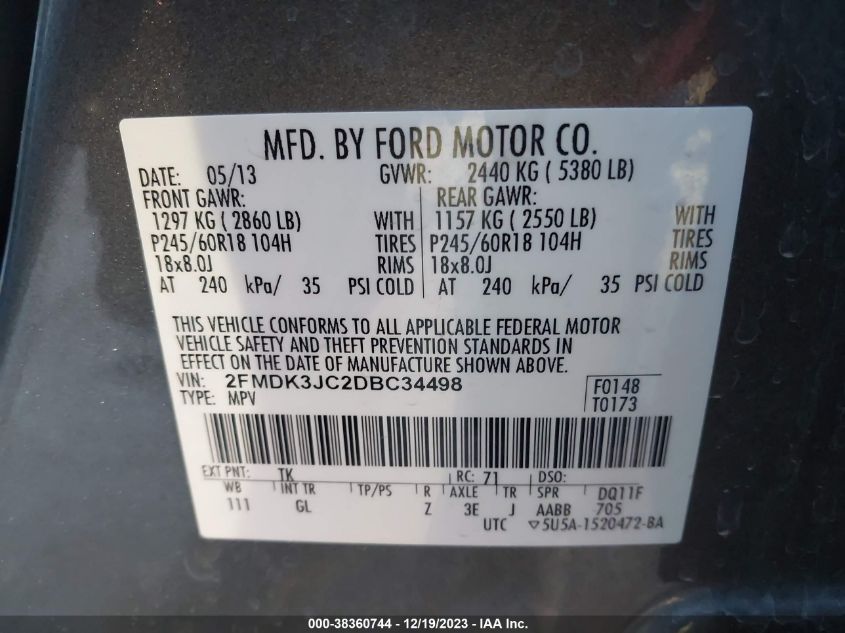 MFD. BY FORD MOTOR CO.
DATE: 05/13 GVWR: 2440 KG ( 5380 LB)
FRONT GAWR: REAR GAWR:
1297 KG ( 2860 LB) WITH 1157 KG ( 2550 LB) WITH
P245/60R18 104H TIRES P245/60R18 104H TIRES
18x8.0J RIMS 18x8.0J RIMS
AT 240 kPa/ 35 PSI COLD AT 240 kPa/ 35 PSI COLD
THIS VEHICLE CONFORMS TO ALL APPLICABLE FEDERAL MOTOR
VEHICLE SAFETY AND THEFT PREVENTION STANDARDS IN
EFFECT ON THE DATE OF MANUFACTURE SHOWN ABOVE.
VIN: 2FMDK3JC2DBC34498 F0148
TYPE: MPV T0173
EXT PNT: TK RC: 71 DSO:
WB INT TR TP/PS R AXLE TR SPR DQ11F
111 GL Z 3E J AABB 705
UTC ▽5U5A-1520472-BA
000-38360744 - 12/19/2023 - IAA Inc.